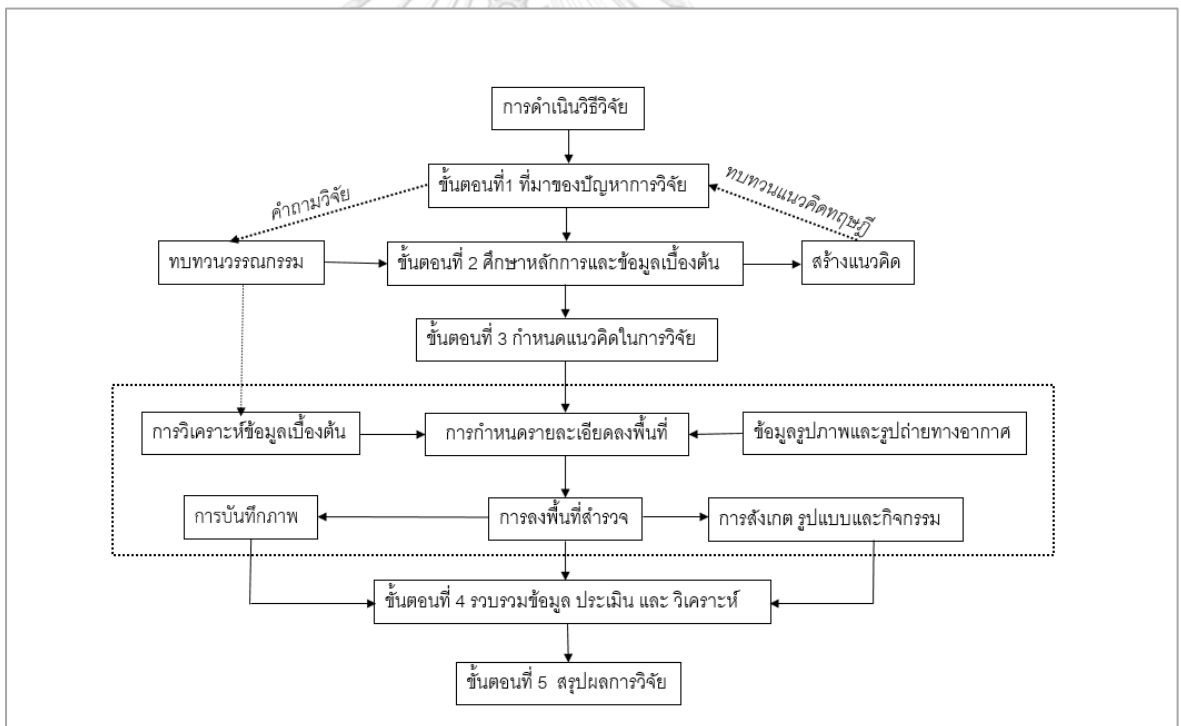 การดำเนินวิธีวิจัย
ขั้นตอนที่1 ที่มาของปัญหาการวิจัย
คำถามวิจัย
ทบทวนแนวคิดทฤษฎี
ทบทวนวรรณกรรม
ขั้นตอนที่ 2 ศึกษาหลักการและข้อมูลเบื้องต้น
สร้างแนวคิด
ขั้นตอนที่ 3 กำหนดแนวคิดในการวิจัย
การวิเคราะห์ข้อมูลเบื้องต้น
การกำหนดรายละเอียดลงพื้นที่
ข้อมูลรูปภาพและรูปถ่ายทางอากาศ
การบันทึกภาพ
การลงพื้นที่สำรวจ
การสังเกต รูปแบบและกิจกรรม
ขั้นตอนที่ 4 รวบรวมข้อมูล ประเมิน และ วิเคราะห์
ขั้นตอนที่ 5 สรุปผลการวิจัย